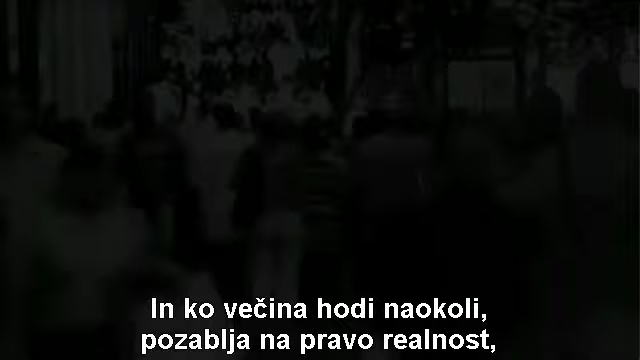 In ko večina hodi naokoli,
pozablja na pravo realnost,